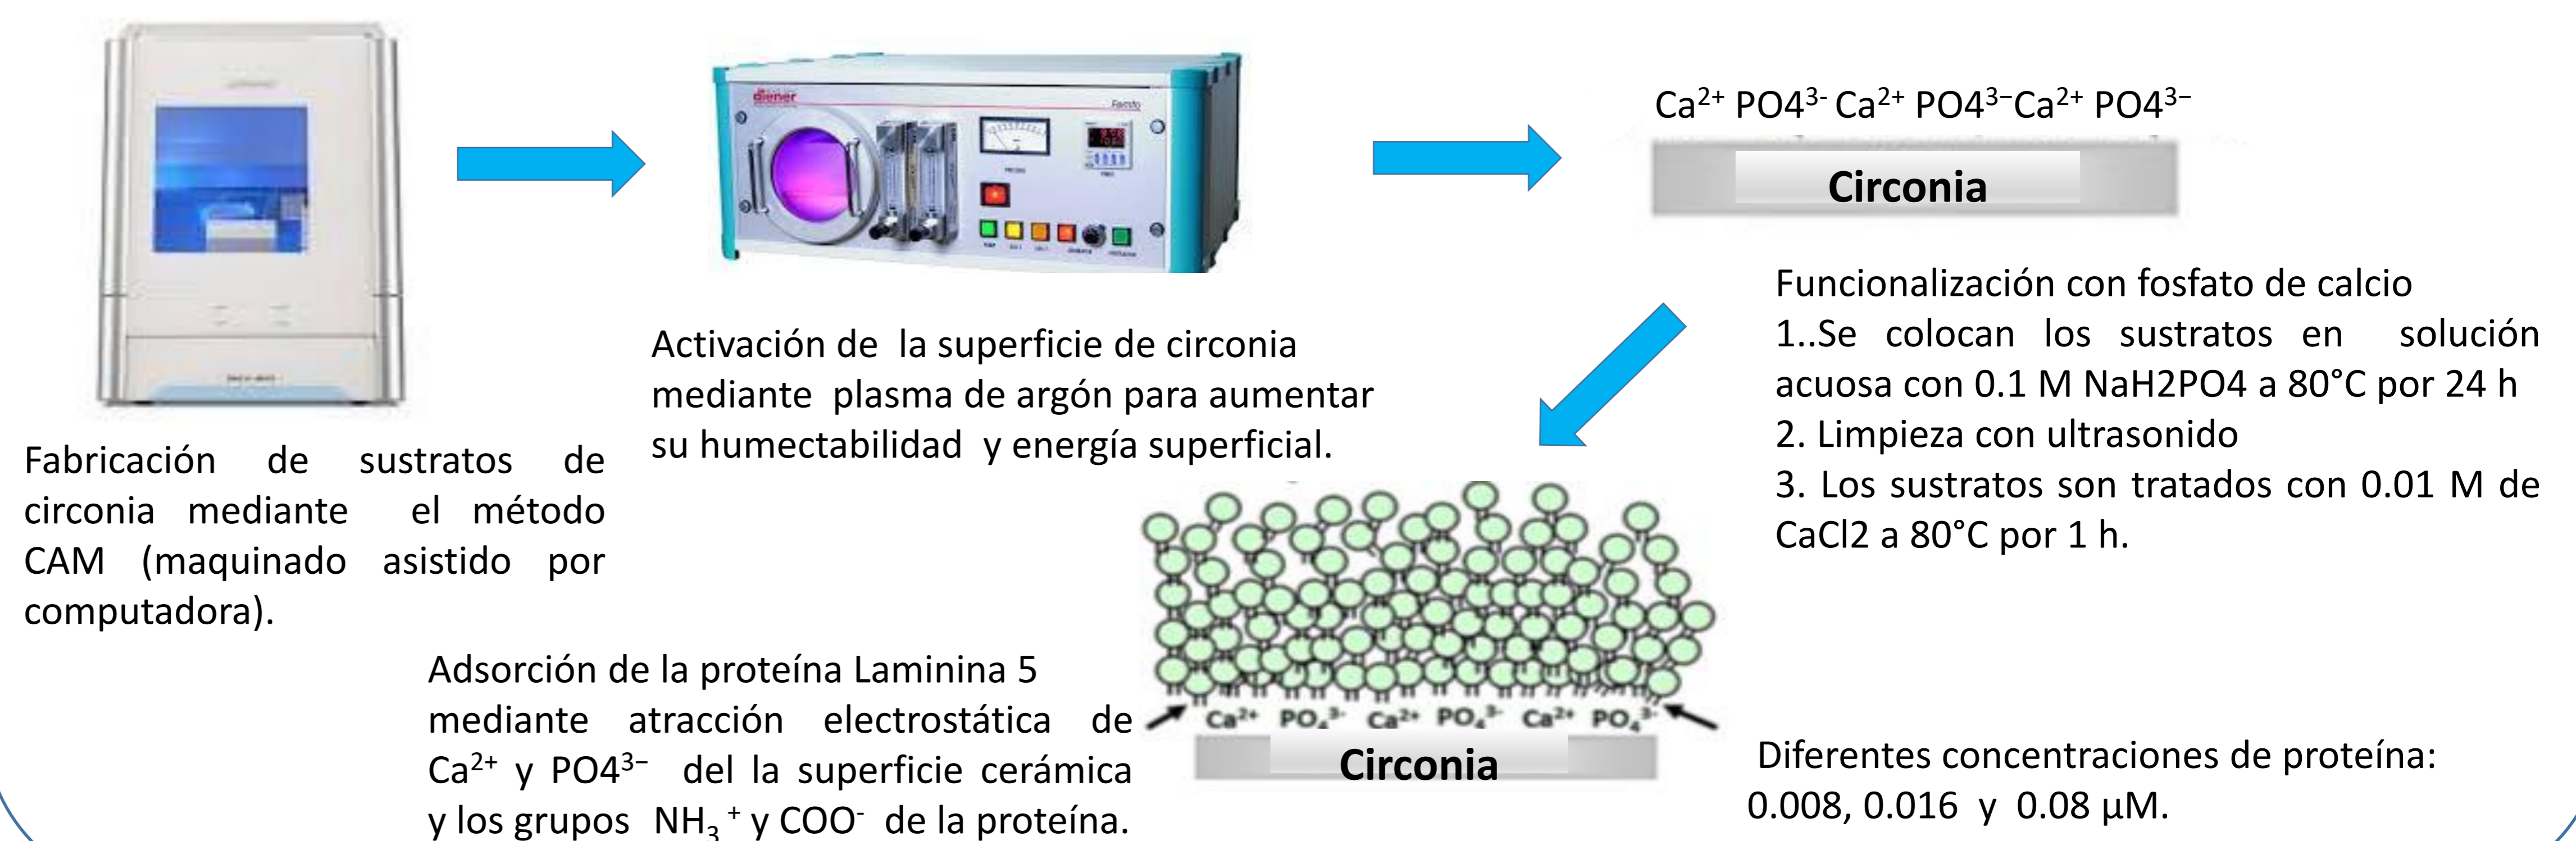 diener
Femto
Ca²⁺ PO4³⁻ Ca²⁺ PO4³⁻Ca²⁺ PO4³⁻
Circonia
Fabricación de sustratos de
circonia mediante el método
CAM (maquinado asistido por
computadora).
Activación de la superficie de circonia
mediante plasma de argón para aumentar
su humectabilidad y energía superficial.
Funcionalización con fosfato de calcio
1..Se colocan los sustratos en solución
acuosa con 0.1 M NaH2PO4 a 80°C por 24 h
2. Limpieza con ultrasonido
3. Los sustratos son tratados con 0.01 M de
CaCl2 a 80°C por 1 h.
Ca²⁺ PO₄³⁻ Ca²⁺ PO₄³⁻ Ca²⁺ PO₄³⁻
Circonia
Adsorción de la proteína Laminina 5
mediante atracción electrostática de
Ca²⁺ y PO4³⁻ del la superficie cerámica
y los grupos NH₃⁺ y COO⁻ de la proteína.
Diferentes concentraciones de proteína:
0.008, 0.016 y 0.08 µM.